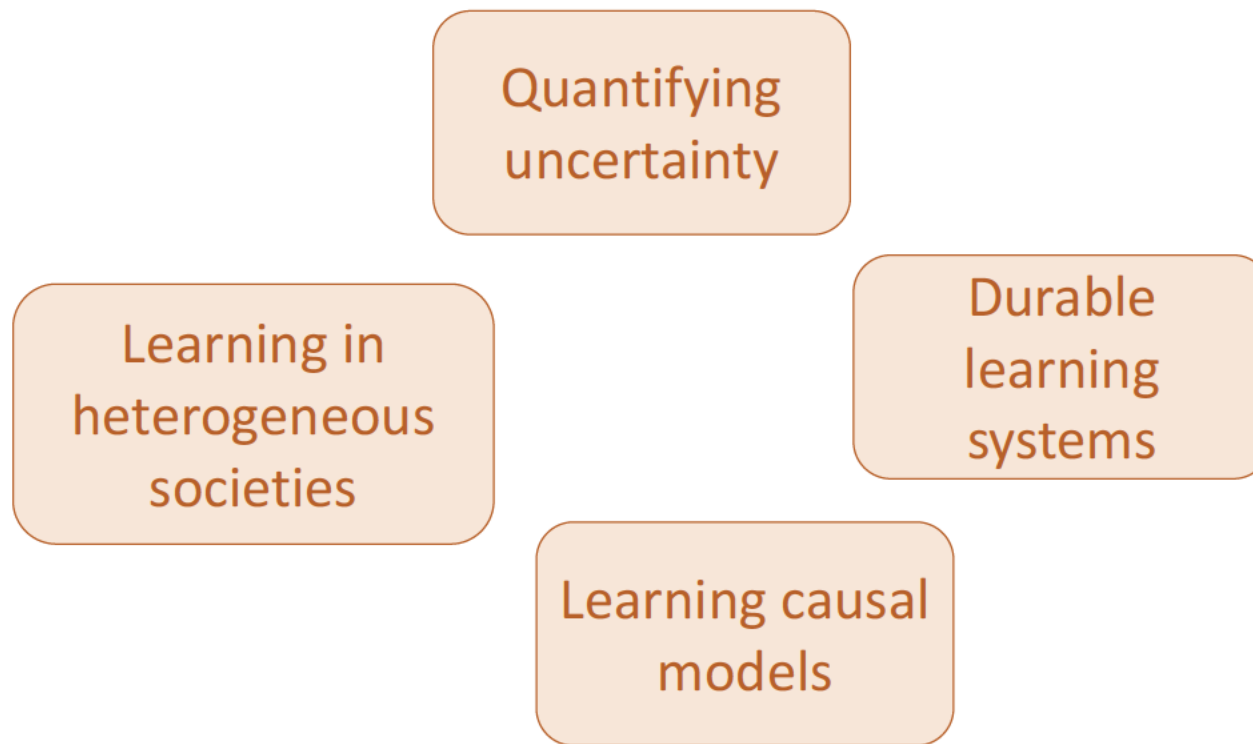 Quantifying
uncertainty
Learning in
heterogeneous
societies
Durable
learning
systems
Learning causal
models